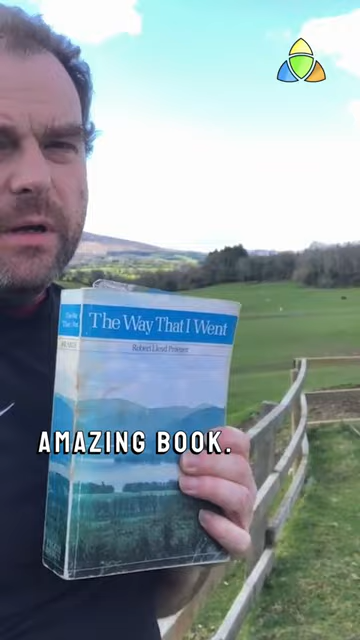 The Way That I Went
Robert Lloyd Praeger
AMAZING BOOK.